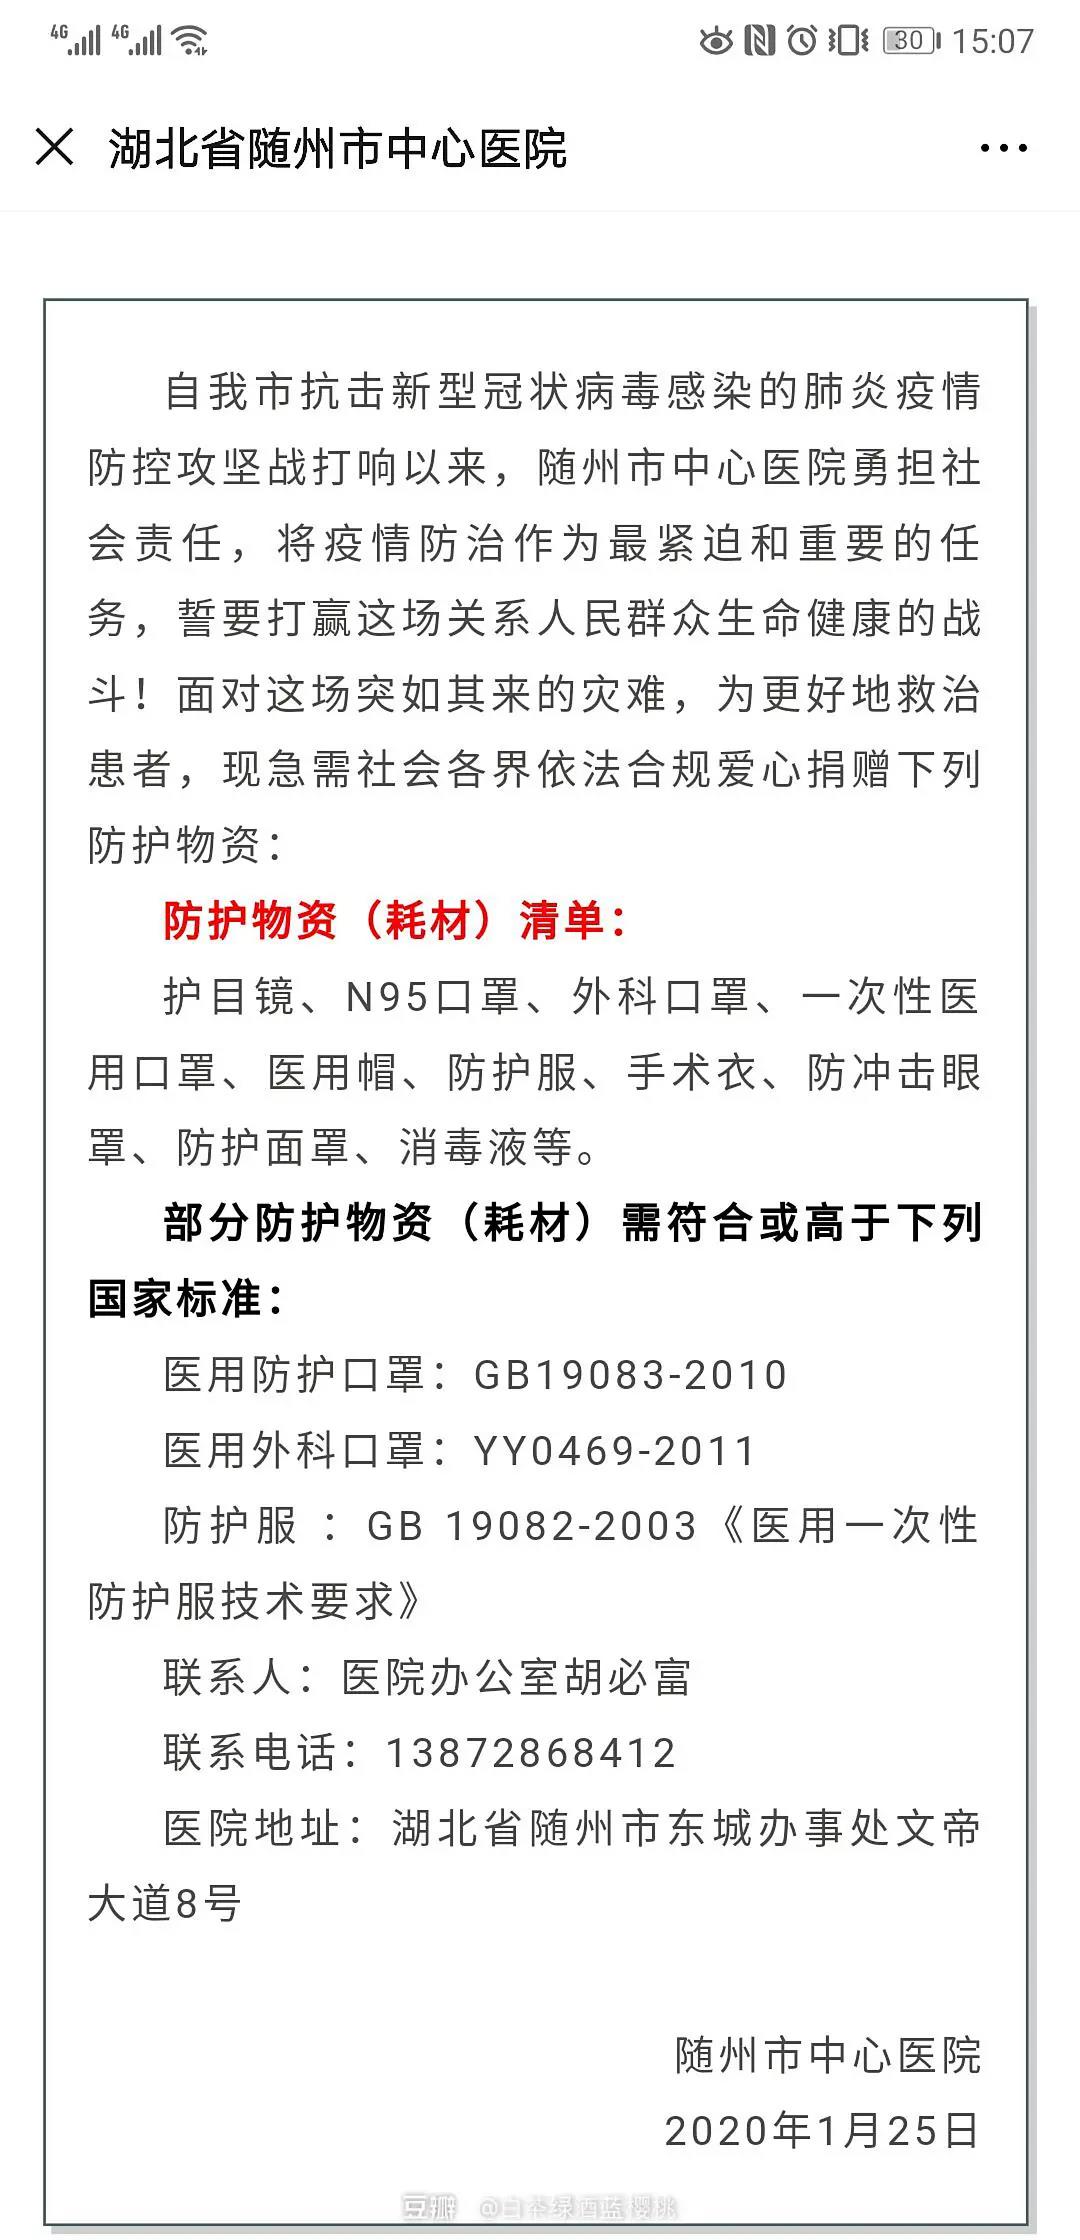 4G 4G 30 15:07
湖北省随州市中心医院
自我市抗击新型冠状病毒感染的肺炎疫情
防控攻坚战打响以来，随州市中心医院勇担社
会责任，将疫情防治作为最紧迫和重要的任
务，誓要打赢这场关系人民群众生命健康的战
斗！面对这场突如其来的灾难，为更好地救治
患者，现急需社会各界依法合规爱心捐赠下列
防护物资：
防护物资（耗材）清单：
护目镜、N95口罩、外科口罩、一次性医
用口罩、医用帽、防护服、手术衣、防冲击眼
罩、防护面罩、消毒液等。
部分防护物资（耗材）需符合或高于下列
国家标准：
医用防护口罩：GB19083-2010
医用外科口罩：YY0469-2011
防护服 ：GB 19082-2003《医用一次性
防护服技术要求》
联系人：医院办公室胡必富
联系电话：13872868412
医院地址：湖北省随州市东城办事处文帝
大道8号
随州市中心医院
2020年1月25日
豆瓣 @白茶绿酒蓝樱桃